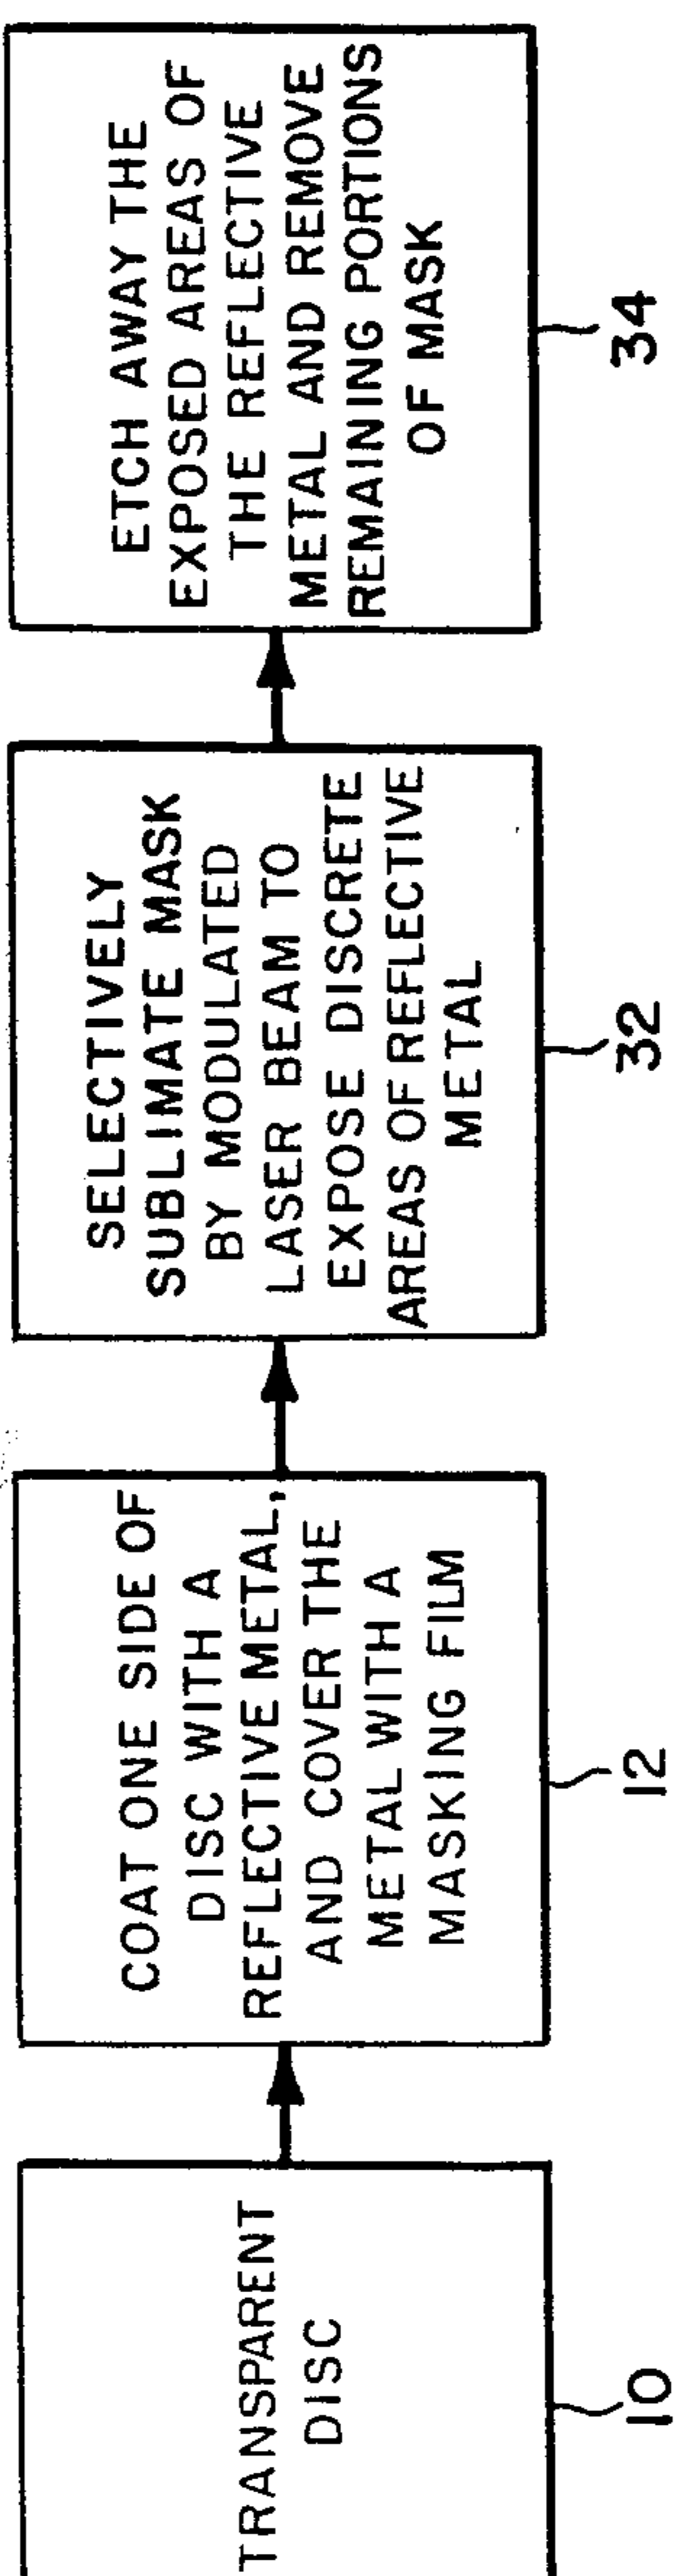 TRANSPARENT
DISC
10
COAT ONE SIDE OF
DISC WITH A
REFLECTIVE METAL,
AND COVER THE
METAL WITH A
MASKING FILM
12
SELECTIVELY
SUBLIMATE MASK
BY MODULATED
LASER BEAM TO
EXPOSE DISCRETE
AREAS OF REFLECTIVE
METAL
32
ETCH AWAY THE
EXPOSED AREAS OF
THE REFLECTIVE
METAL AND REMOVE
REMAINING PORTIONS
OF MASK
34